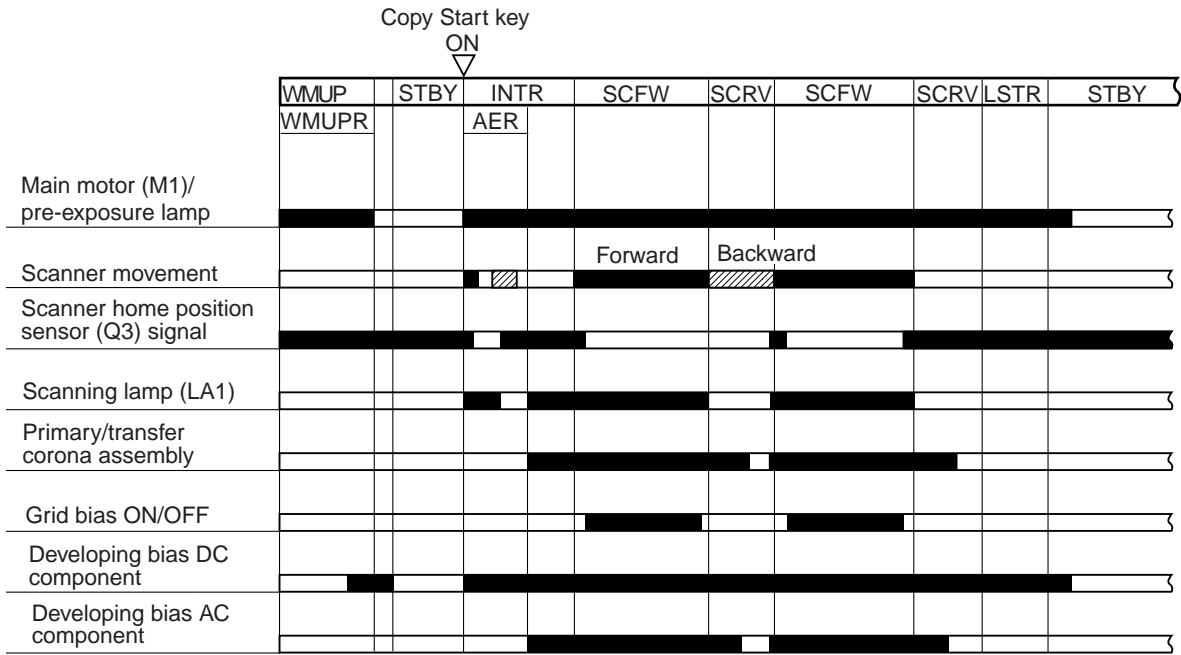 Copy Start key
ON
WMUP STBY INTR SCFW SCRV SCFW SCRV LSTR STBY
WMUPR AER
Main motor (M1)/
pre-exposure lamp
Forward Backward
Scanner movement
Scanner home position
sensor (Q3) signal
Scanning lamp (LA1)
Primary/transfer
corona assembly
Grid bias ON/OFF
Developing bias DC
component
Developing bias AC
component